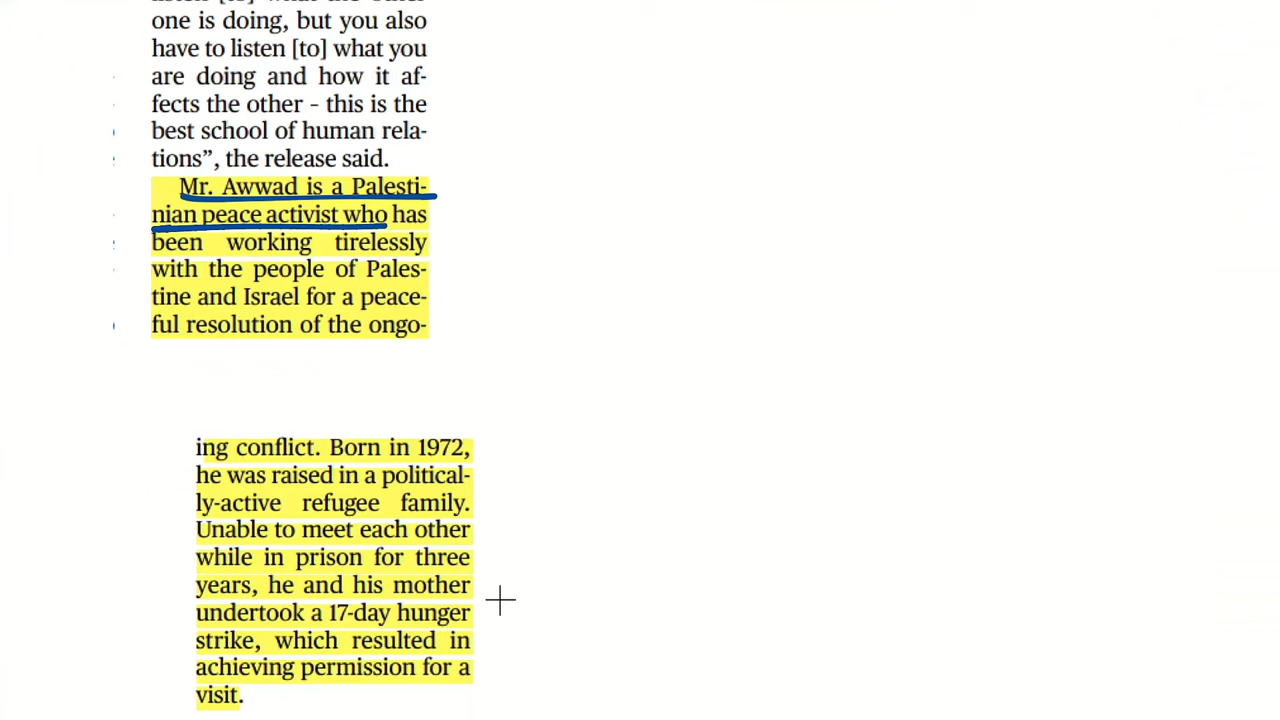 one is doing, but you also
have to listen [to] what you
are doing and how it af-
fects the other – this is the
best school of human rela-
tions”, the release said.
Mr. Awwad is a Palesti-
nian peace activist who has
been working tirelessly
with the people of Pales-
tine and Israel for a peace-
ful resolution of the ongo-
ing conflict. Born in 1972,
he was raised in a political-
ly-active refugee family.
Unable to meet each other
while in prison for three
years, he and his mother
undertook a 17-day hunger
strike, which resulted in
achieving permission for a
visit.